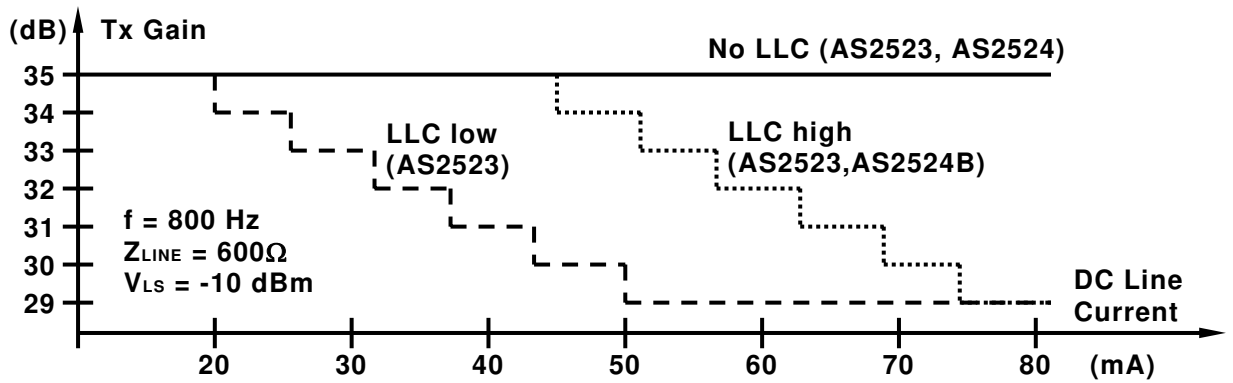 (dB) Tx Gain
No LLC (AS2523, AS2524)
35
34
33
32
31
30
29
LLC low
(AS2523)
LLC high
(AS2523,AS2524B)
f = 800 Hz
ZLINE = 600Ω
VLS = -10 dBm
DC Line
Current
20 30 40 50 60 70 80 (mA)